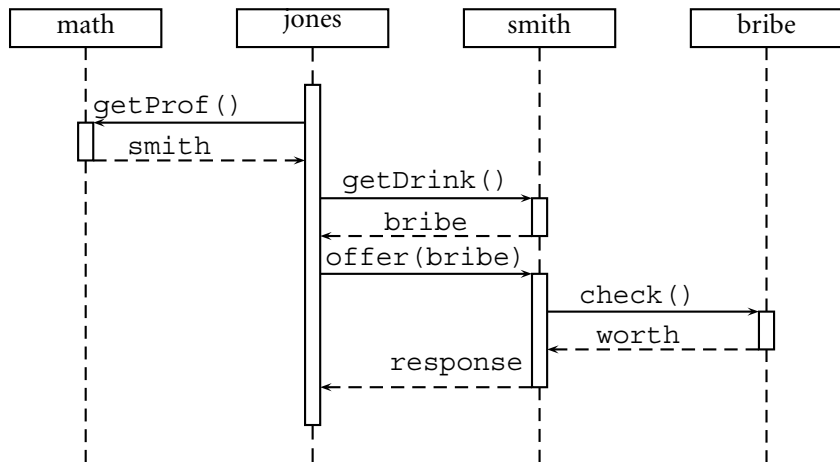 math
jones
smith
bribe
getProf()
smith
getDrink()
bribe
offer(bribe)
check()
worth
response